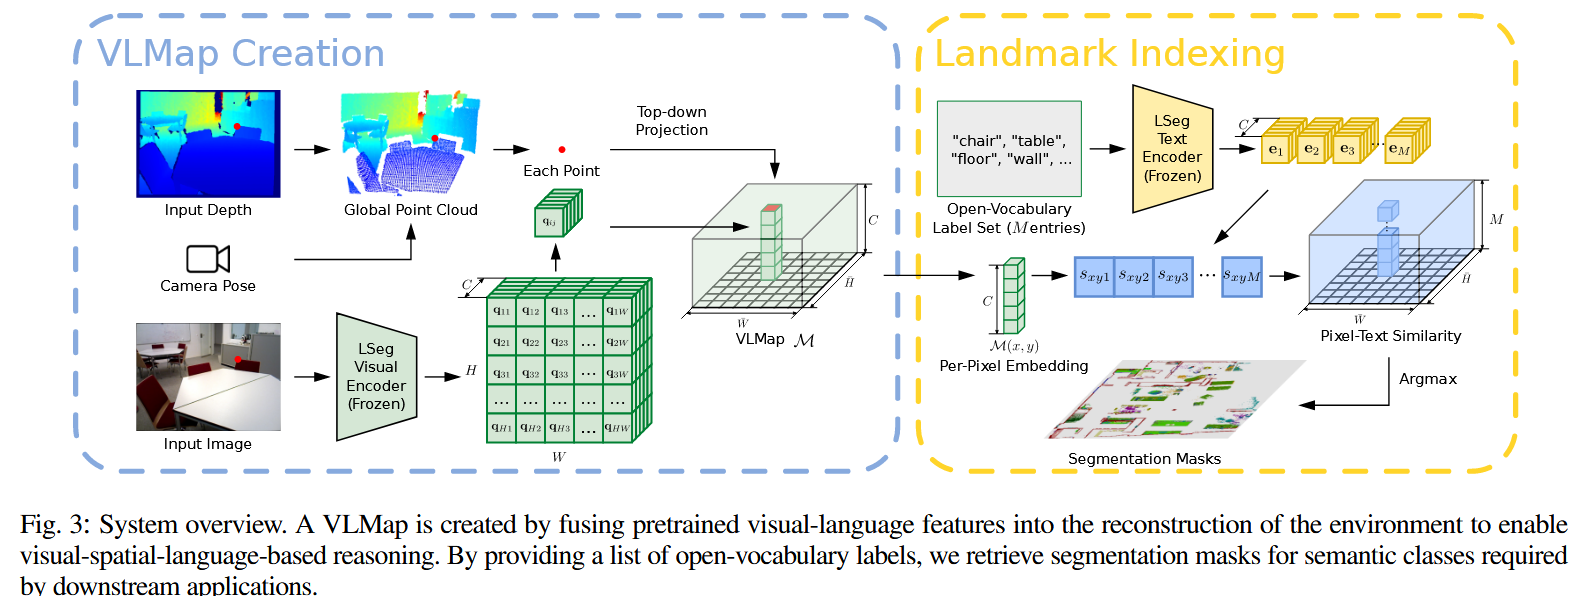 VLMap Creation
Input Depth
Global Point Cloud
Each Point
Top-down
Projection
Camera Pose
q_{ij}
Input Image
LSeg
Visual
Encoder
(Frozen)
C
H
q_{11} q_{12} q_{13} ... q_{1W}
q_{21} q_{22} q_{23} ... q_{2W}
q_{31} q_{32} q_{33} ... q_{3W}
... ... ... ... ...
q_{H1} q_{H2} q_{H3} ... q_{HW}
W
C
H̄
W̄
VLMap ℳ
Landmark Indexing
"chair", "table",
"floor", "wall", ...
Open-Vocabulary
Label Set (M entries)
LSeg
Text
Encoder
(Frozen)
C
e_1 e_2 e_3 ... e_M
C
ℳ(x, y)
Per-Pixel Embedding
s_{xy1} s_{xy2} s_{xy3} ... s_{xyM}
M
H̄
W̄
Pixel-Text Similarity
Argmax
Segmentation Masks
Fig. 3: System overview. A VLMap is created by fusing pretrained visual-language features into the reconstruction of the environment to enable
visual-spatial-language-based reasoning. By providing a list of open-vocabulary labels, we retrieve segmentation masks for semantic classes required
by downstream applications.